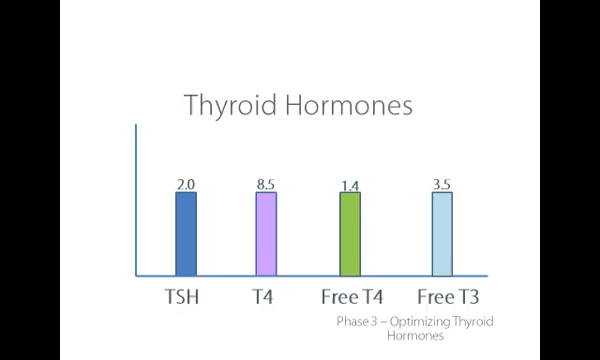 Thyroid Hormones
2.0 8.5 1.4 3.5
TSH T4 Free T4 Free T3
Phase 3 – Optimizing Thyroid
Hormones